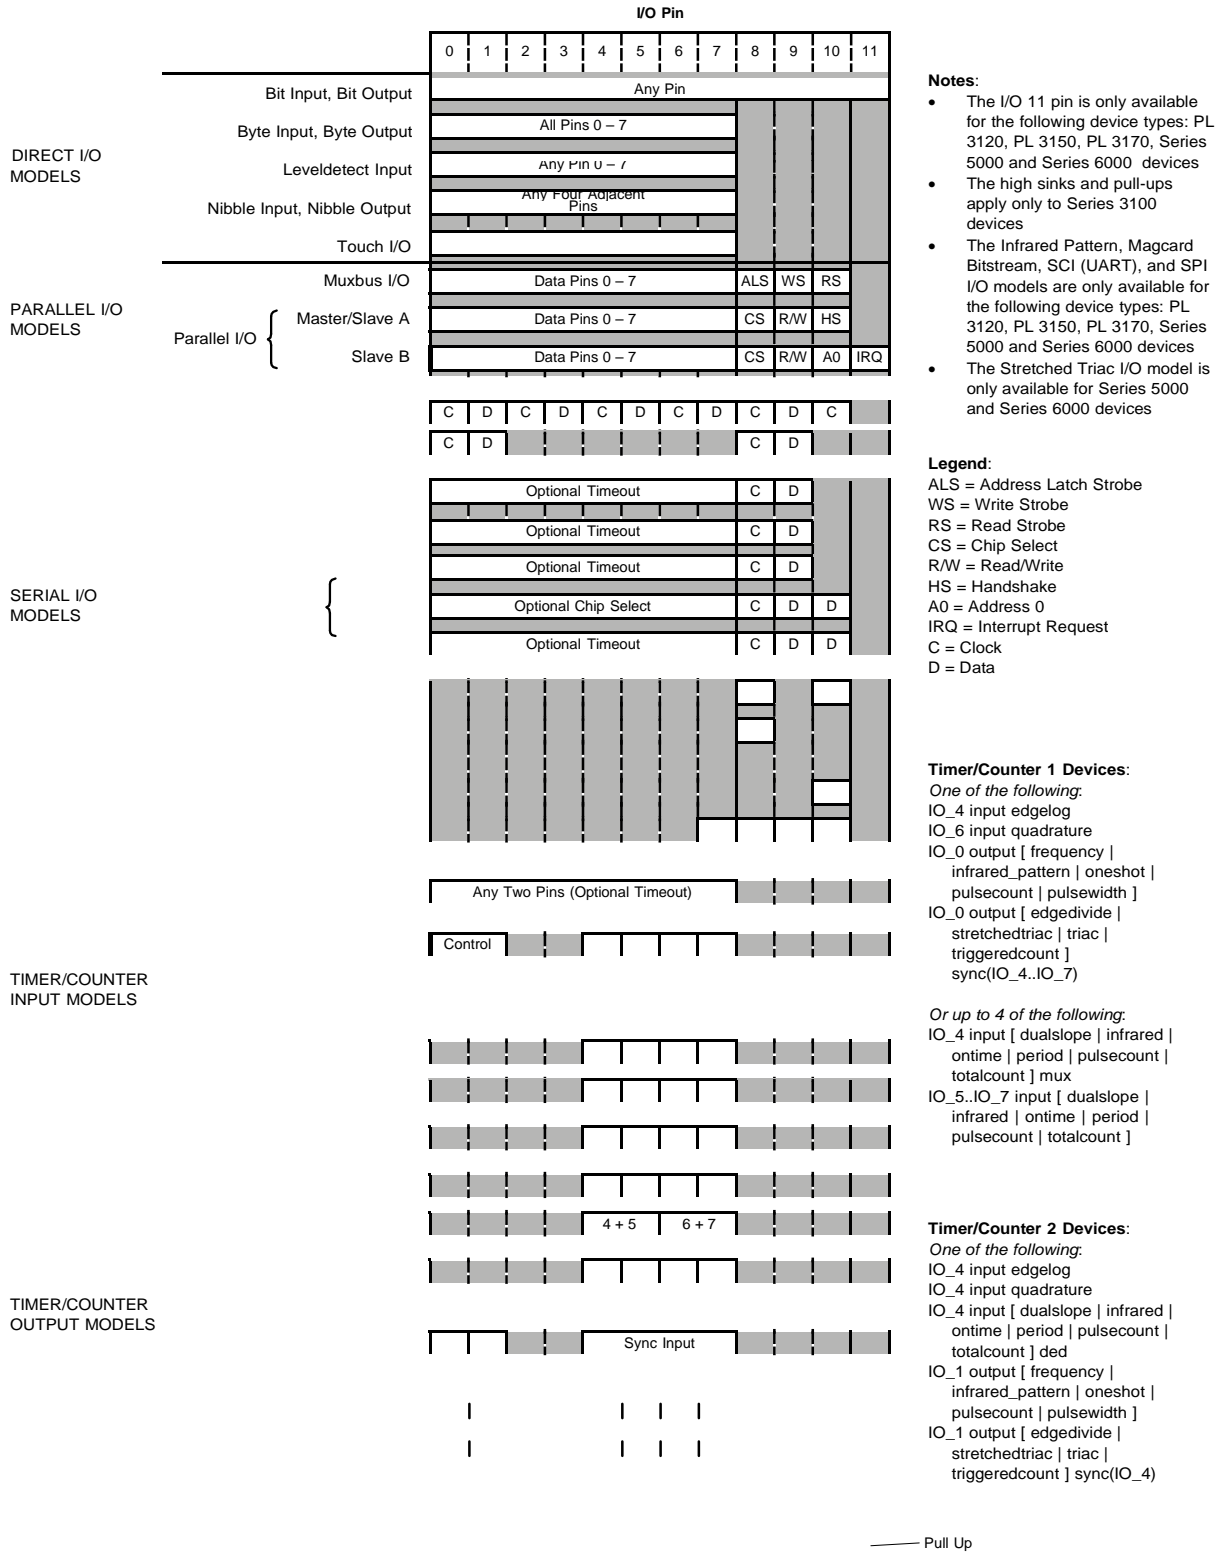 I/O Pin
0 1 2 3 4 5 6 7 8 9 10 11
Bit Input, Bit Output Any Pin
Byte Input, Byte Output All Pins 0 – 7
DIRECT I/O
MODELS
Leveldetect Input Any Pin 0 – 7
Nibble Input, Nibble Output Any Four Adjacent
Pins
Touch I/O
Muxbus I/O Data Pins 0 – 7 ALS WS RS
PARALLEL I/O
MODELS
Parallel I/O
Master/Slave A Data Pins 0 – 7 CS R/W HS
Slave B Data Pins 0 – 7 CS R/W A0 IRQ
C D C D C D C D C D C
C D C D
Optional Timeout C D
Optional Timeout C D
Optional Timeout C D
SERIAL I/O
MODELS
Optional Chip Select C D D
Optional Timeout C D D
Any Two Pins (Optional Timeout)
Control
TIMER/COUNTER
INPUT MODELS
4 + 5 6 + 7
TIMER/COUNTER
OUTPUT MODELS
Sync Input
Notes:
• The I/O 11 pin is only available
for the following device types: PL
3120, PL 3150, PL 3170, Series
5000 and Series 6000 devices
• The high sinks and pull-ups
apply only to Series 3100
devices
• The Infrared Pattern, Magcard
Bitstream, SCI (UART), and SPI
I/O models are only available for
the following device types: PL
3120, PL 3150, PL 3170, Series
5000 and Series 6000 devices
• The Stretched Triac I/O model is
only available for Series 5000
and Series 6000 devices
Legend:
ALS = Address Latch Strobe
WS = Write Strobe
RS = Read Strobe
CS = Chip Select
R/W = Read/Write
HS = Handshake
A0 = Address 0
IRQ = Interrupt Request
C = Clock
D = Data
Timer/Counter 1 Devices:
One of the following:
IO_4 input edgelog
IO_6 input quadrature
IO_0 output [ frequency |
infrared_pattern | oneshot |
pulsecount | pulsewidth ]
IO_0 output [ edgedivide |
stretchedtriac | triac |
triggeredcount ]
sync(IO_4..IO_7)
Or up to 4 of the following:
IO_4 input [ dualslope | infrared |
ontime | period | pulsecount |
totalcount ] mux
IO_5..IO_7 input [ dualslope |
infrared | ontime | period |
pulsecount | totalcount ]
Timer/Counter 2 Devices:
One of the following:
IO_4 input edgelog
IO_4 input quadrature
IO_4 input [ dualslope | infrared |
ontime | period | pulsecount |
totalcount ] ded
IO_1 output [ frequency |
infrared_pattern | oneshot |
pulsecount | pulsewidth ]
IO_1 output [ edgedivide |
stretchedtriac | triac |
triggeredcount ] sync(IO_4)
Pull Up